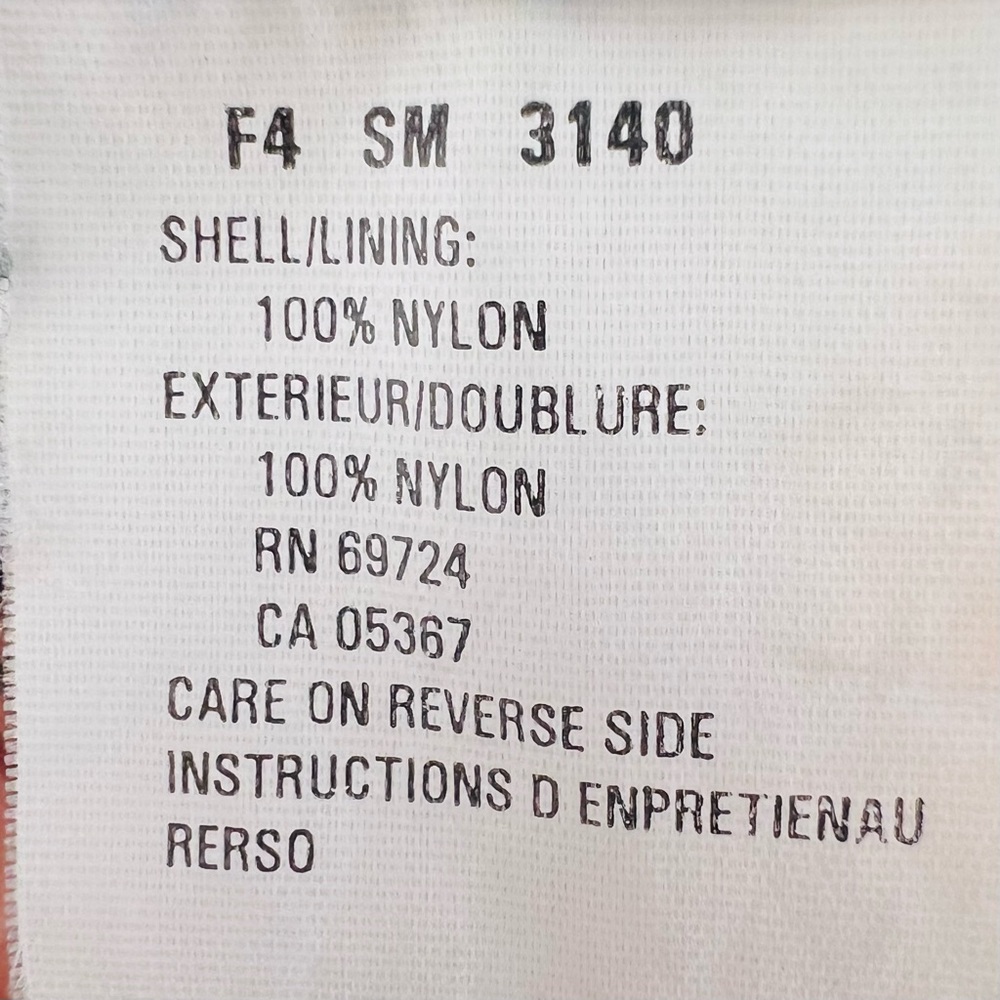 F4 SM 3140
SHELL/LINING:
100% NYLON
EXTERIEUR/DOUBLURE:
100% NYLON
RN 69724
CA 05367
CARE ON REVERSE SIDE
INSTRUCTIONS D ENPRETIENAU
RERSO